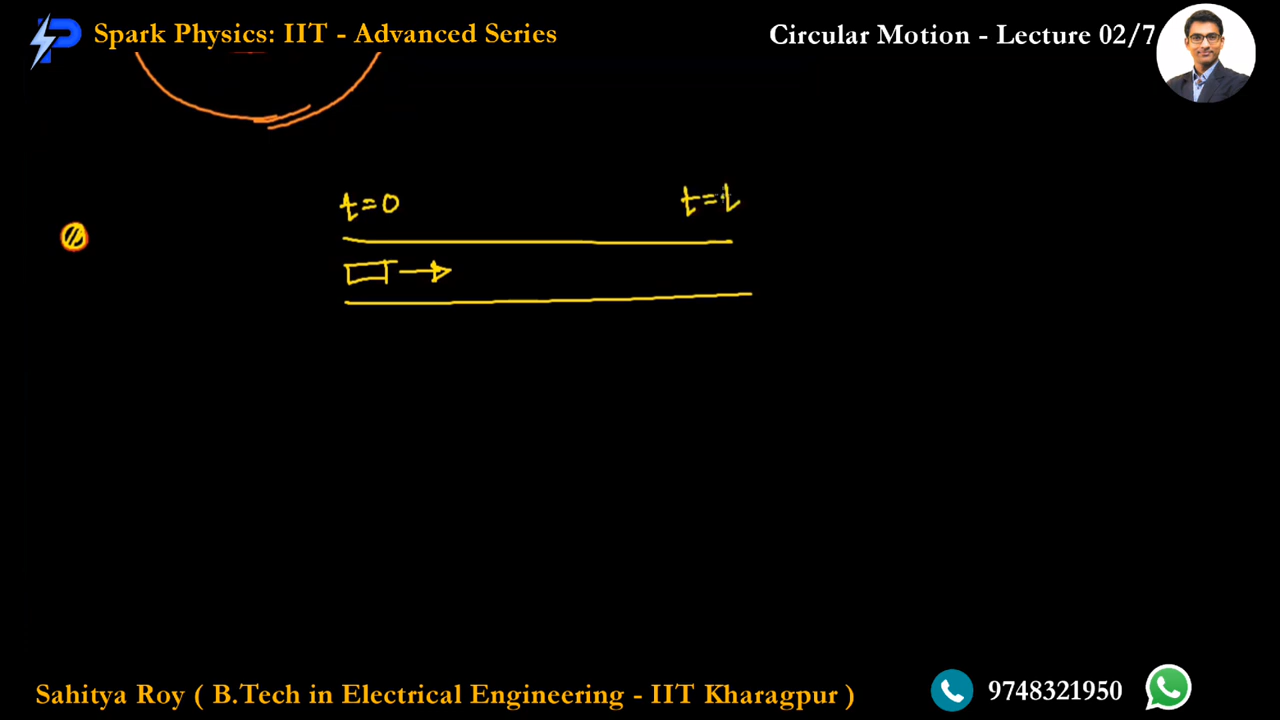 Spark Physics: IIT - Advanced Series
Circular Motion - Lecture 02/7
t=0
t=t
Sahitya Roy ( B.Tech in Electrical Engineering - IIT Kharagpur )
9748321950